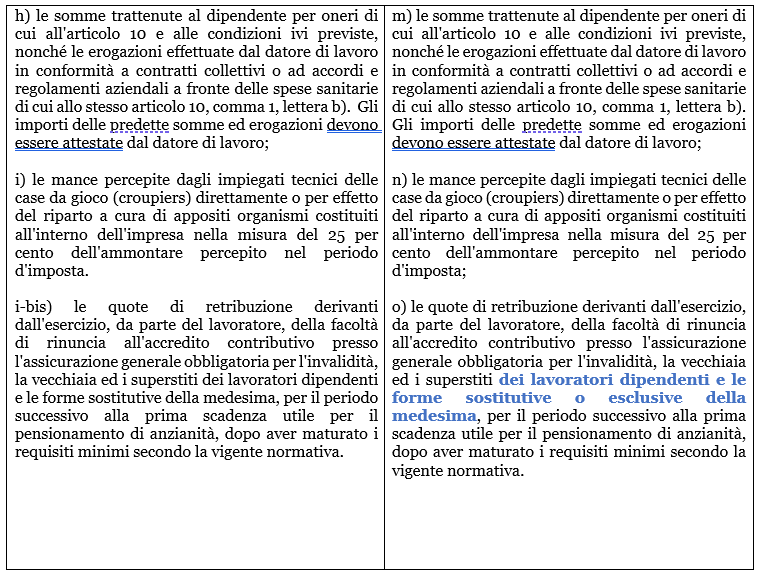 h) le somme trattenute al dipendente per oneri di
cui all'articolo 10 e alle condizioni ivi previste,
nonché le erogazioni effettuate dal datore di lavoro
in conformità a contratti collettivi o ad accordi e
regolamenti aziendali a fronte delle spese sanitarie
di cui allo stesso articolo 10, comma 1, lettera b). Gli
importi delle predette somme ed erogazioni devono
essere attestate dal datore di lavoro;
i) le mance percepite dagli impiegati tecnici delle
case da gioco (croupiers) direttamente o per effetto
del riparto a cura di appositi organismi costituiti
all'interno dell'impresa nella misura del 25 per
cento dell'ammontare percepito nel periodo
d'imposta.
i-bis) le quote di retribuzione derivanti
dall'esercizio, da parte del lavoratore, della facoltà
di rinuncia all'accredito contributivo presso
l'assicurazione generale obbligatoria per l'invalidità,
la vecchiaia ed i superstiti dei lavoratori dipendenti
e le forme sostitutive della medesima, per il periodo
successivo alla prima scadenza utile per il
pensionamento di anzianità, dopo aver maturato i
requisiti minimi secondo la vigente normativa.
m) le somme trattenute al dipendente per oneri di
cui all'articolo 10 e alle condizioni ivi previste,
nonché le erogazioni effettuate dal datore di lavoro
in conformità a contratti collettivi o ad accordi e
regolamenti aziendali a fronte delle spese sanitarie
di cui allo stesso articolo 10, comma 1, lettera b).
Gli importi delle predette somme ed erogazioni
devono essere attestate dal datore di lavoro;
n) le mance percepite dagli impiegati tecnici delle
case da gioco (croupiers) direttamente o per effetto
del riparto a cura di appositi organismi costituiti
all'interno dell'impresa nella misura del 25 per
cento dell'ammontare percepito nel periodo
d'imposta;
o) le quote di retribuzione derivanti dall'esercizio,
da parte del lavoratore, della facoltà di rinuncia
all'accredito contributivo presso l'assicurazione
generale obbligatoria per l'invalidità, la vecchiaia
ed i superstiti dei lavoratori dipendenti e le
forme sostitutive o esclusive della
medesima, per il periodo successivo alla prima
scadenza utile per il pensionamento di anzianità,
dopo aver maturato i requisiti minimi secondo la
vigente normativa.